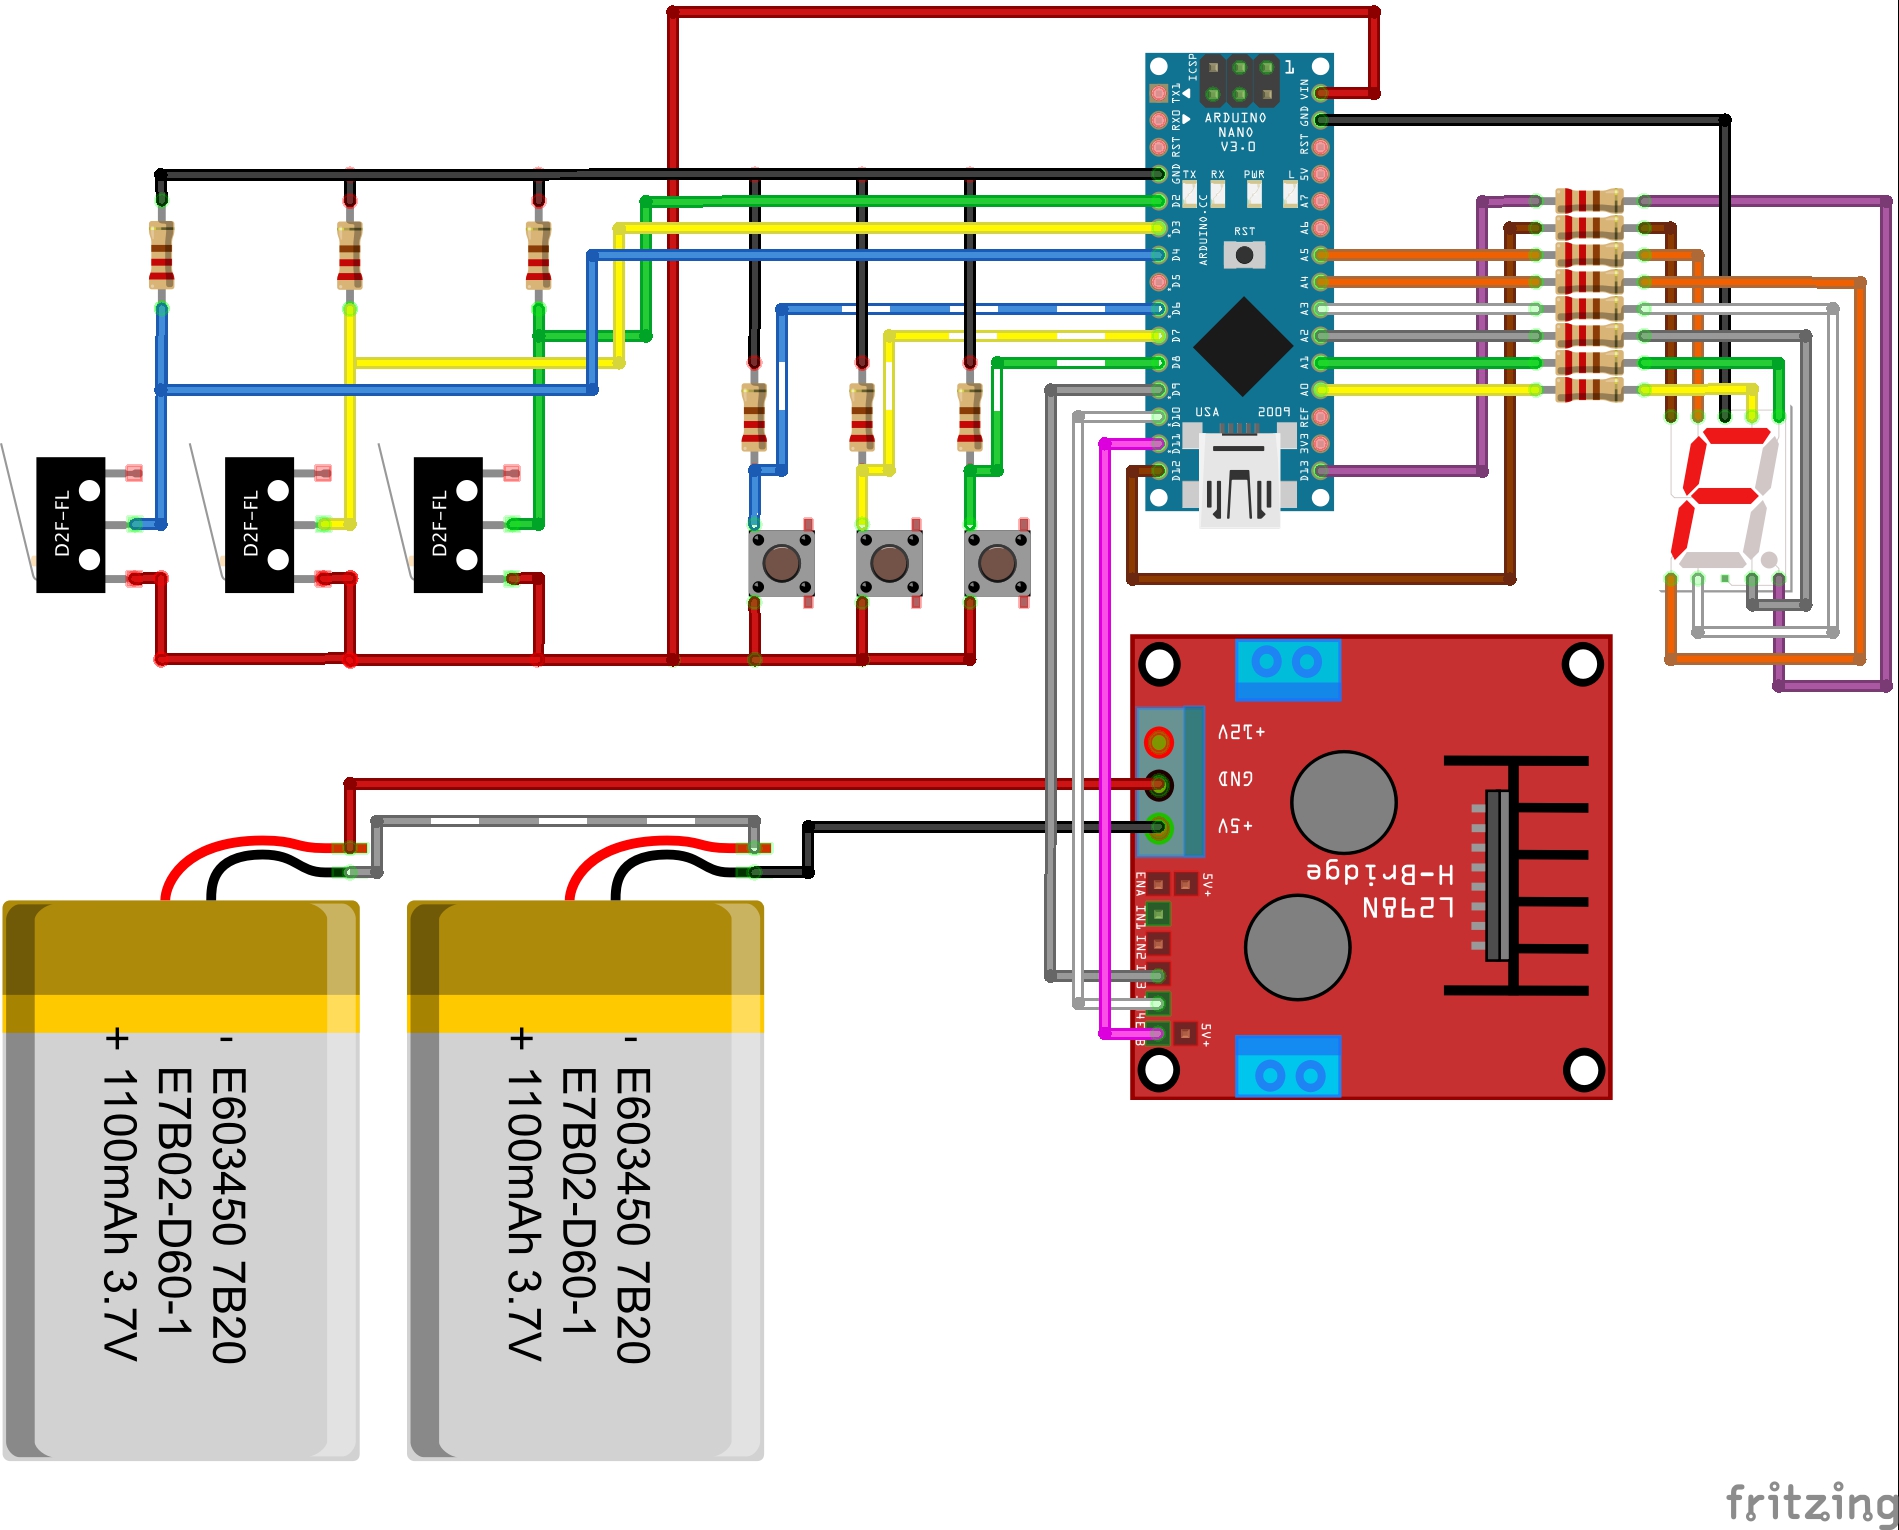 ICSP
1
TX1
RX0
RST
GND
D2
D3
D4
D5
D6
D7
D8
D9
D10
D11
D12
VIN
GND
RST
5V
A7
A6
A5
A4
A3
A2
A1
A0
REF
3V3
D13
ARDUINO
NANO
V3.0
TX
RX
PWR
L
ARDUINO.CC
RST
USA
2009
D2F-FL
D2F-FL
D2F-FL
+12V
GND
+5V
ENA
5V+
IN1
IN2
5V+
L298N
H-Bridge
- E603450 7B20
E7B02-D60-1
+ 1100mAh 3.7V
- E603450 7B20
E7B02-D60-1
+ 1100mAh 3.7V
fritzing